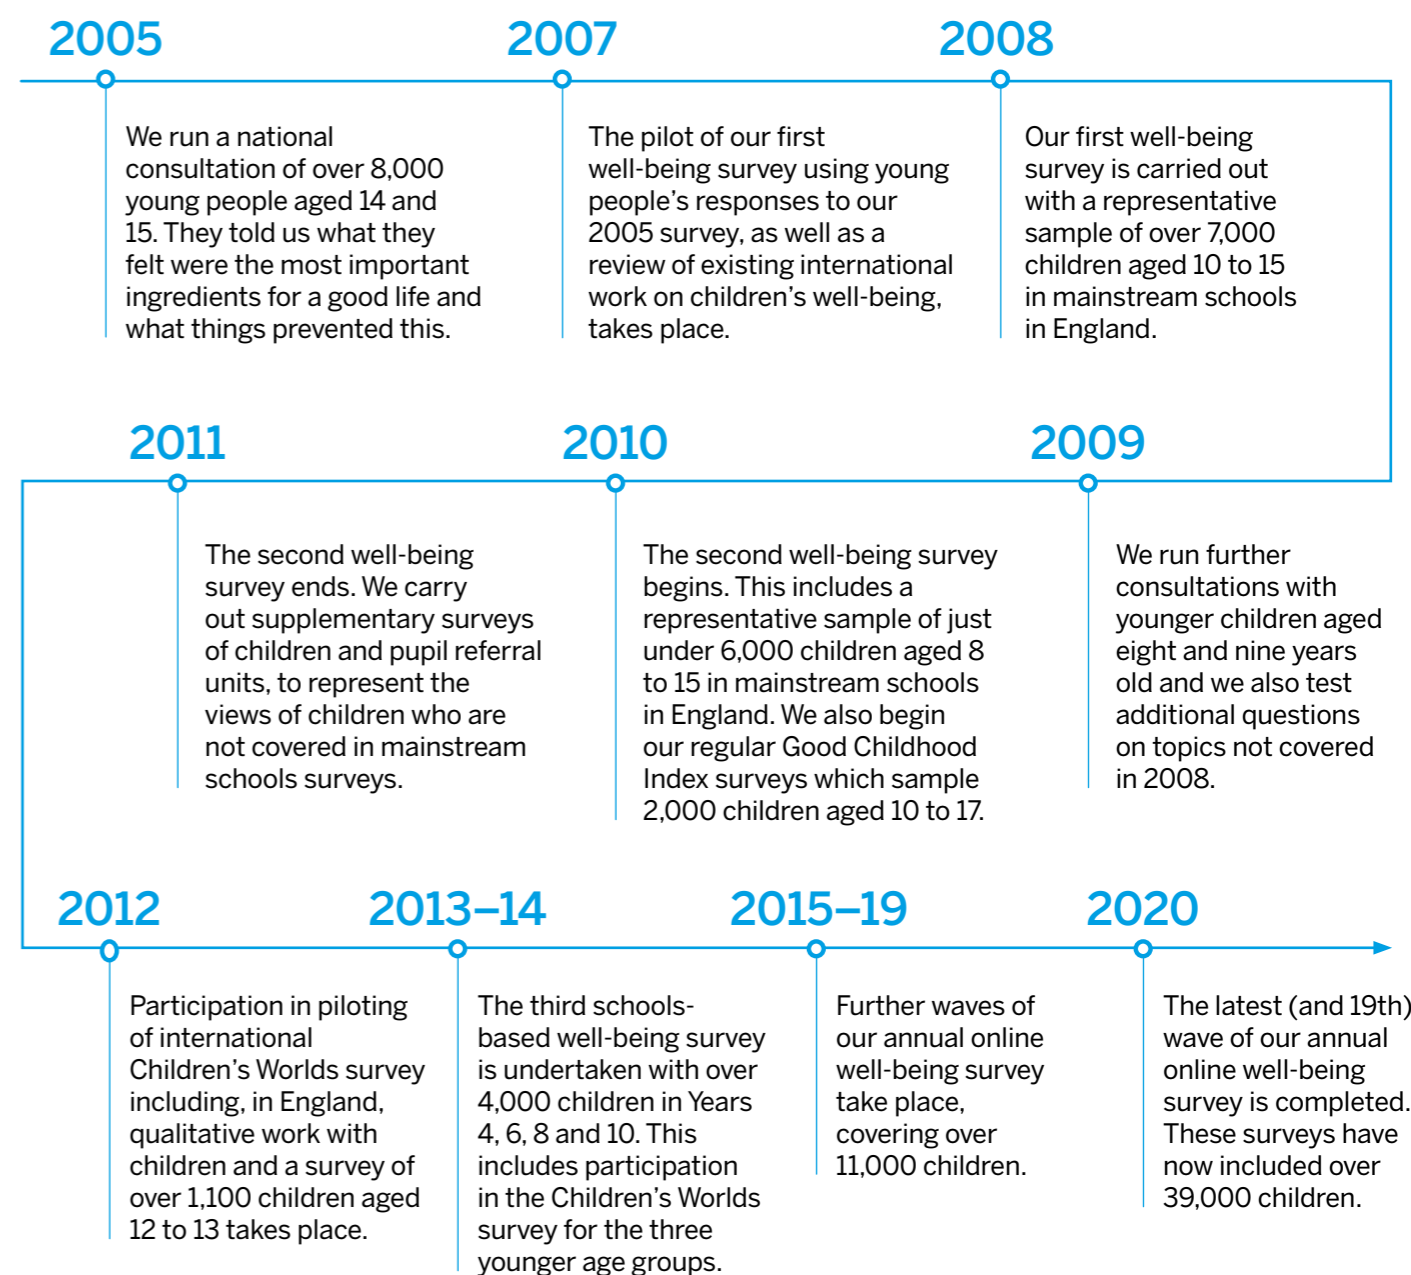 2005
We run a national
consultation of over 8,000
young people aged 14 and
15. They told us what they
felt were the most important
ingredients for a good life and
what things prevented this.
2007
The pilot of our first
well-being survey using young
people’s responses to our
2005 survey, as well as a
review of existing international
work on children’s well-being,
takes place.
2008
Our first well-being
survey is carried out
with a representative
sample of over 7,000
children aged 10 to 15
in mainstream schools
in England.
2009
We run further
consultations with
younger children aged
eight and nine years
old and we also test
additional questions
on topics not covered
in 2008.
2010
The second well-being survey
begins. This includes a
representative sample of just
under 6,000 children aged 8
to 15 in mainstream schools
in England. We also begin
our regular Good Childhood
Index surveys which sample
2,000 children aged 10 to 17.
2011
The second well-being
survey ends. We carry
out supplementary surveys
of children and pupil referral
units, to represent the
views of children who are
not covered in mainstream
schools surveys.
2012
Participation in piloting
of international
Children’s Worlds survey
including, in England,
qualitative work with
children and a survey of
over 1,100 children aged
12 to 13 takes place.
2013–14
The third schools-
based well-being survey
is undertaken with over
4,000 children in Years
4, 6, 8 and 10. This
includes participation
in the Children’s Worlds
survey for the three
younger age groups.
2015–19
Further waves of
our annual online
well-being survey
take place,
covering over
11,000 children.
2020
The latest (and 19th)
wave of our annual
online well-being
survey is completed.
These surveys have
now included over
39,000 children.